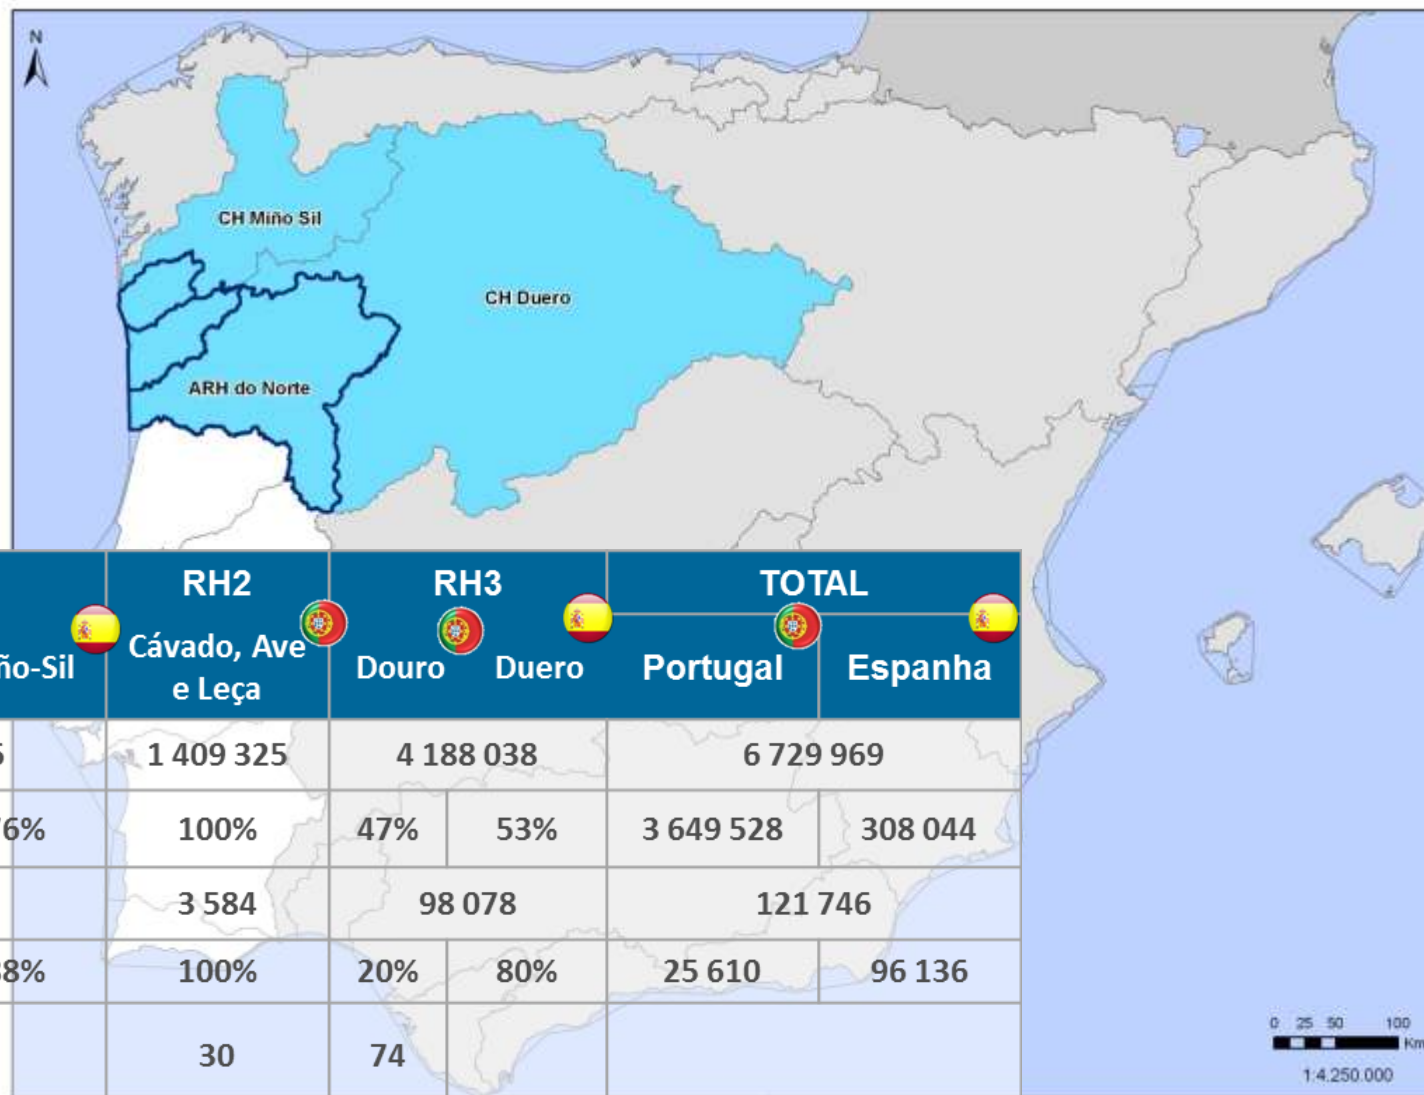 N
CH Miño Sil
CH Duero
ARH do Norte
RH2
RH3
TOTAL
Cávado, Ave
e Leça
ño-Sil
Douro
Duero
Portugal
Espanha
1 409 325
4 188 038
6 729 969
6%
100%
47%
53%
3 649 528
308 044
3 584
98 078
121 746
8%
100%
20%
80%
25 610
96 136
30
74
0 25 50 100
Km
1:4.250.000